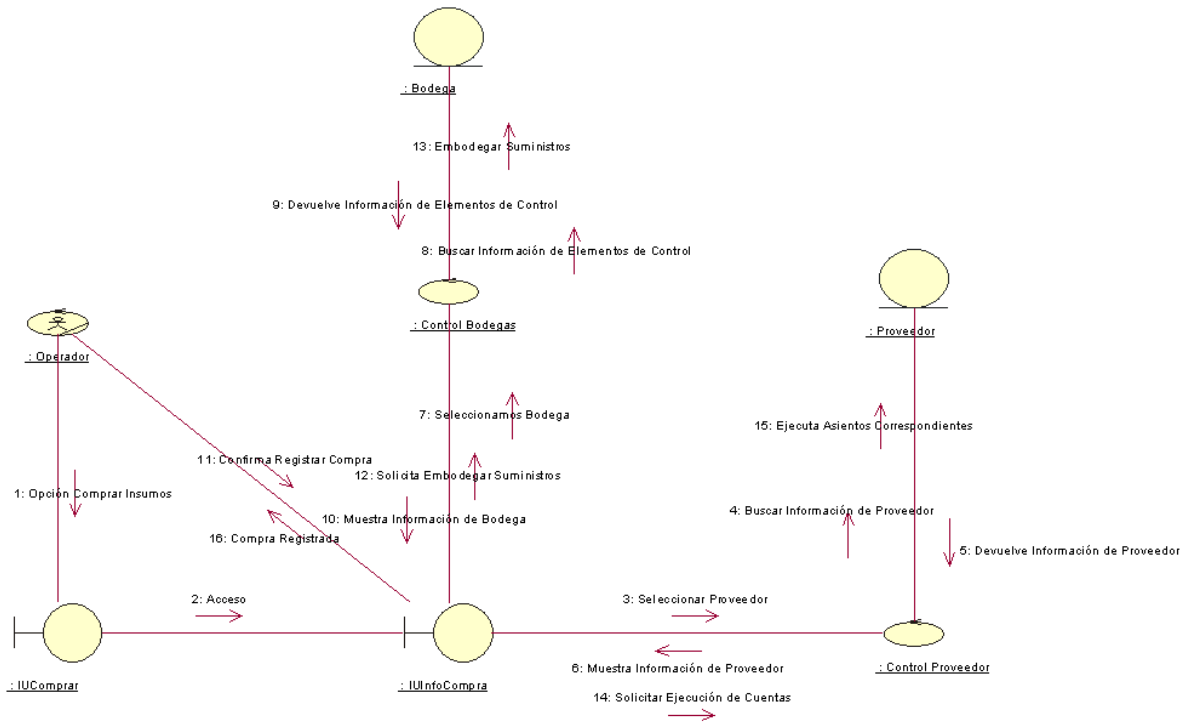 : Bodega
13: Embodegar Suministros
9: Devuelve Información de Elementos de Control
8: Buscar Información de Elementos de Control
: Control Bodegas
: Proveedor
: Operador
7: Seleccionamos Bodega
15: Ejecuta Asientos Correspondientes
11: Confirma Registrar Compra
12: Solicita Embodegar Suministros
1: Opción Comprar Insumos
4: Buscar Información de Proveedor
10: Muestra Información de Bodega
16: Compra Registrada
5: Devuelve Información de Proveedor
2: Acceso
3: Seleccionar Proveedor
6: Muestra Información de Proveedor
: Control Proveedor
: IUComprar
: IUInfoCompra
14: Solicitar Ejecución de Cuentas